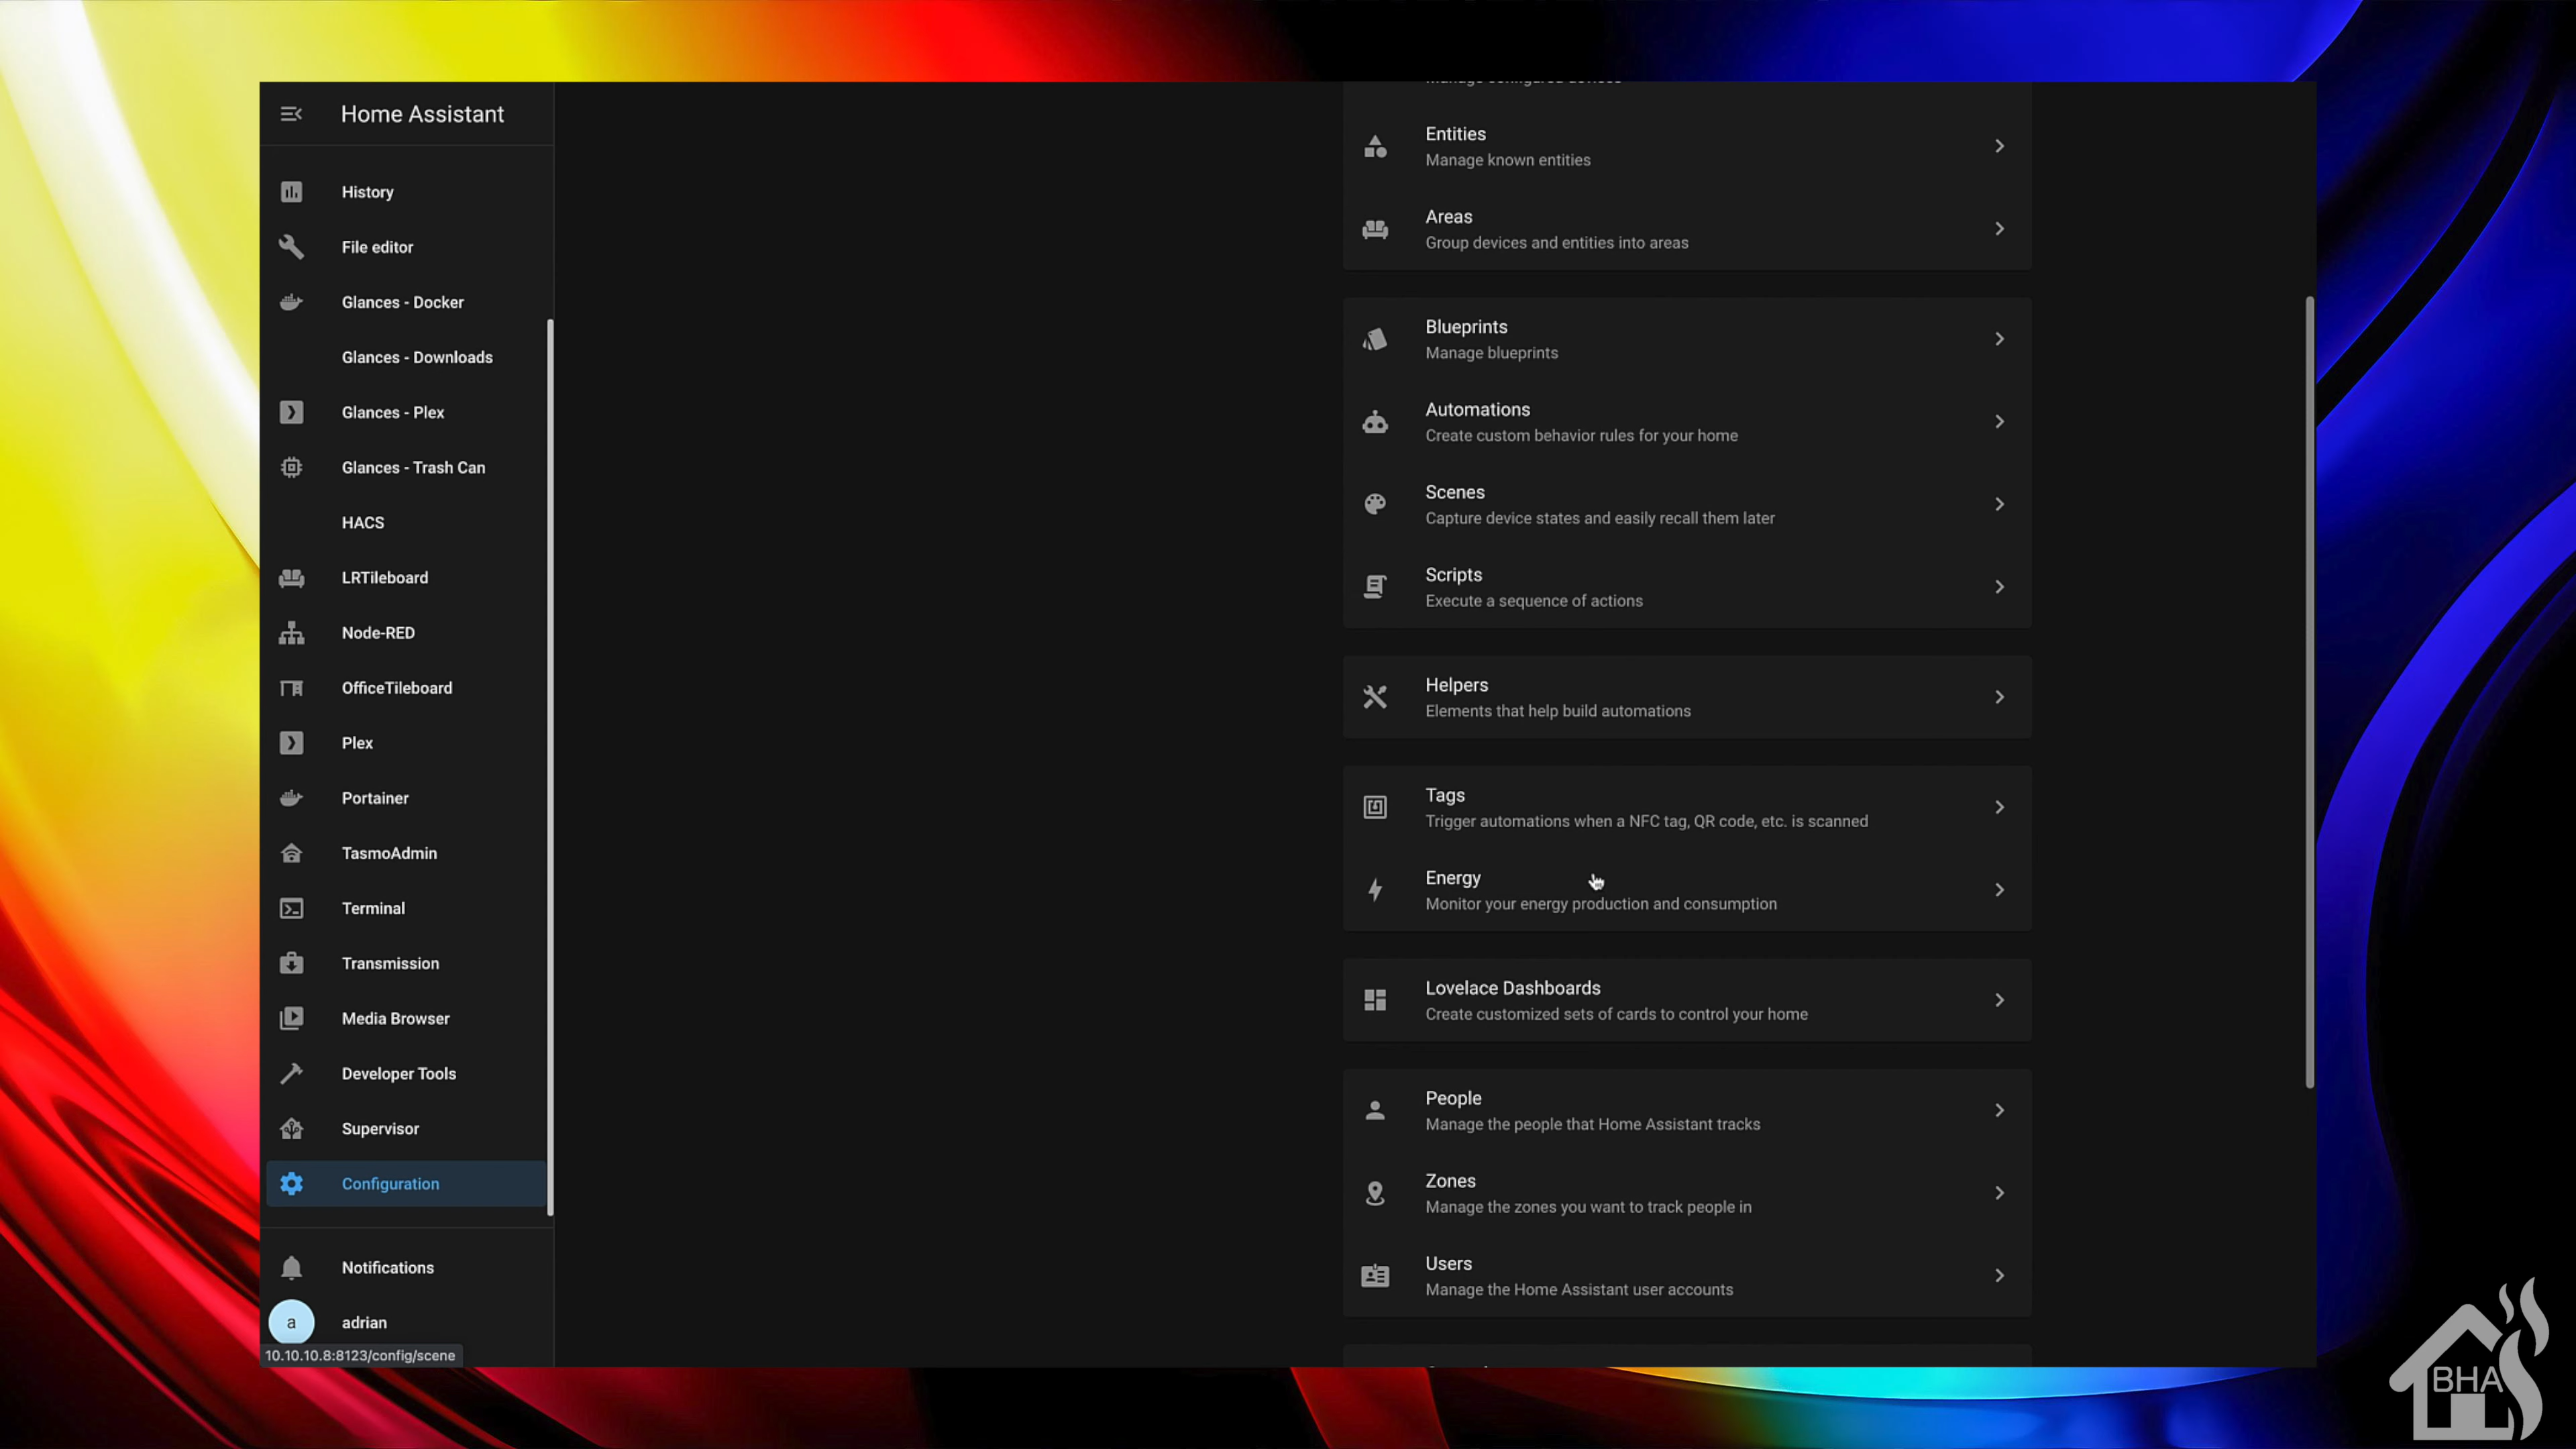 Home Assistant
History
File editor
Glances - Docker
Glances - Downloads
Glances - Plex
Glances - Trash Can
HACS
LRTileboard
Node-RED
OfficeTileboard
Plex
Portainer
TasmoAdmin
Terminal
Transmission
Media Browser
Developer Tools
Supervisor
Configuration
Notifications
a
adrian
10.10.10.8:8123/config/scene
Manage configured devices
Entities
Manage known entities
Areas
Group devices and entities into areas
Blueprints
Manage blueprints
Automations
Create custom behavior rules for your home
Scenes
Capture device states and easily recall them later
Scripts
Execute a sequence of actions
Helpers
Elements that help build automations
Tags
Trigger automations when a NFC tag, QR code, etc. is scanned
Energy
Monitor your energy production and consumption
Lovelace Dashboards
Create customized sets of cards to control your home
People
Manage the people that Home Assistant tracks
Zones
Manage the zones you want to track people in
Users
Manage the Home Assistant user accounts
BHA